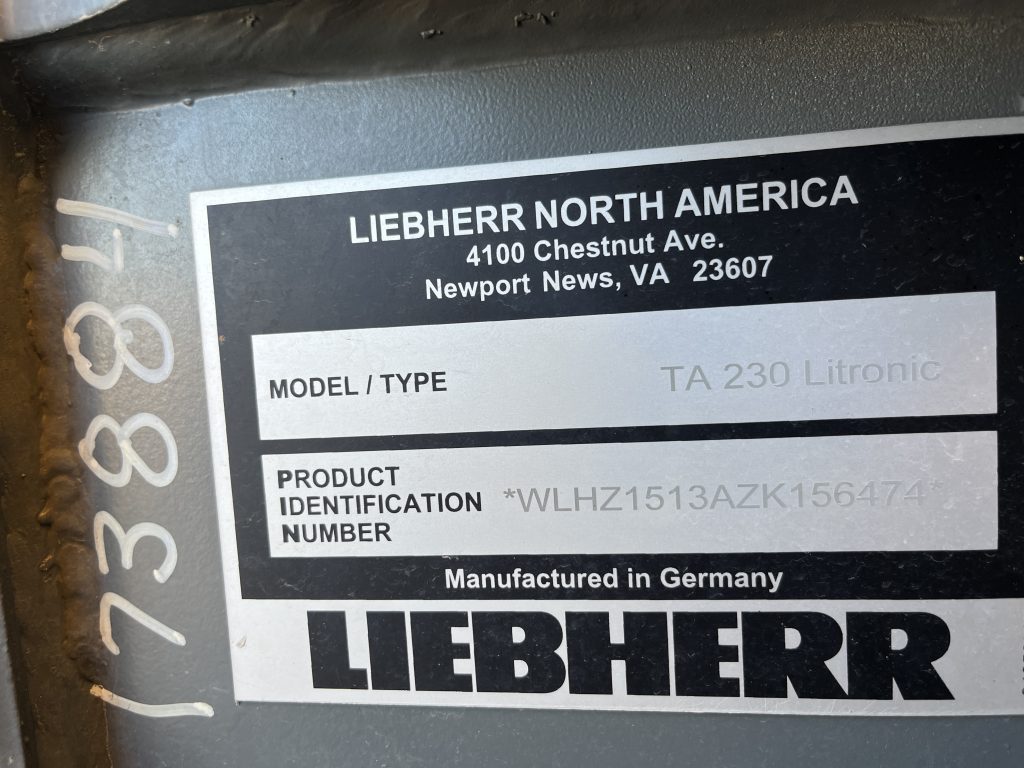 LIEBHERR NORTH AMERICA
4100 Chestnut Ave.
Newport News, VA 23607
MODEL / TYPE TA 230 Litronic
PRODUCT
IDENTIFICATION *WLHZ1513AZK156474*
NUMBER
Manufactured in Germany
LIEBHERR
173884